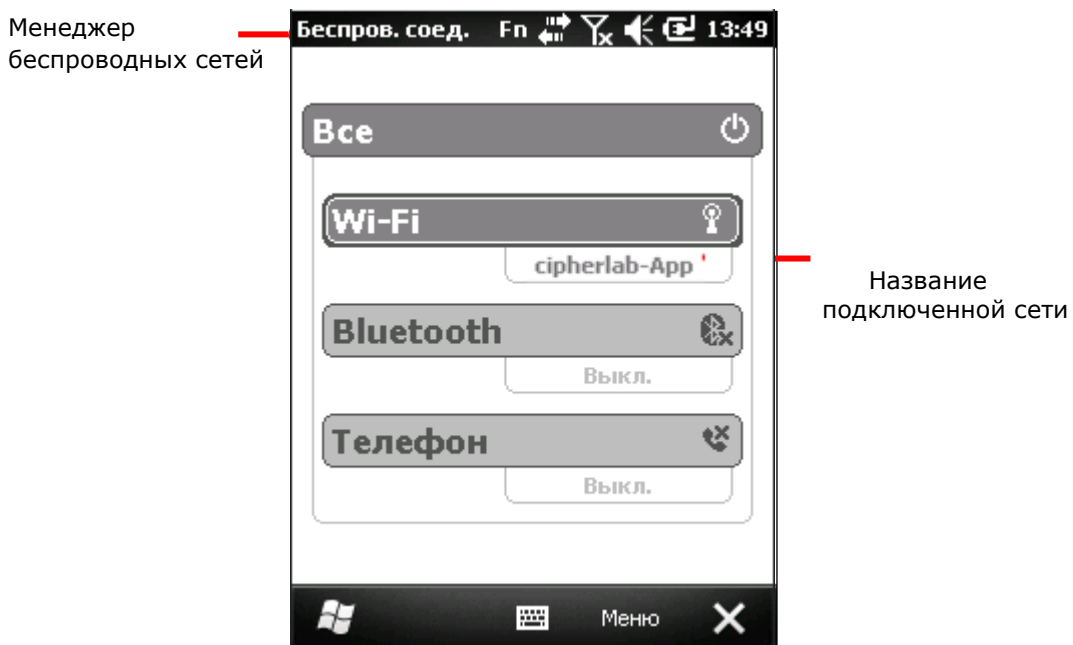 Менеджер
беспроводных сетей
Беспров. соед. Fn 13:49
Все
Wi-Fi
cipherlab-App
Название
подключенной сети
Bluetooth
Выкл.
Телефон
Выкл.
Меню